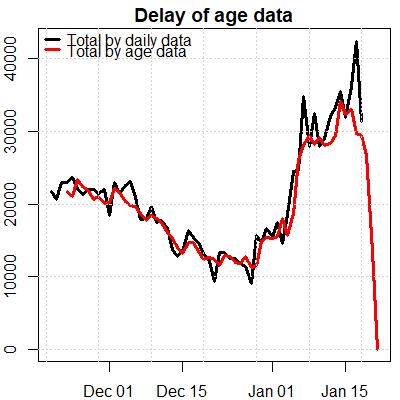 Delay of age data
Total by daily data
Total by age data
40000
30000
20000
10000
0
Dec 01
Dec 15
Jan 01
Jan 15